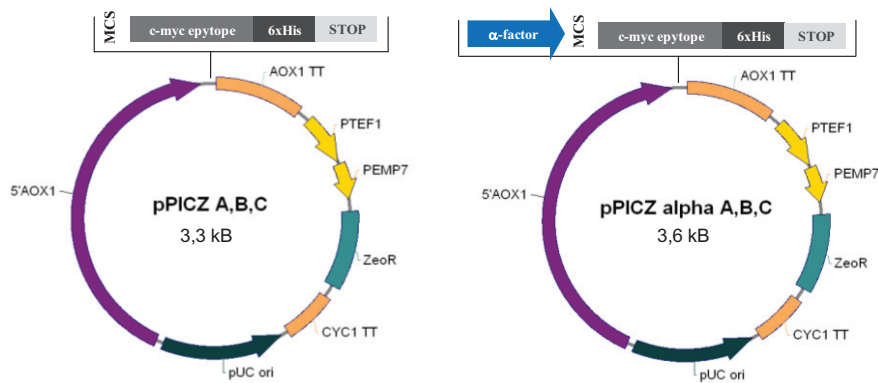 MCS
c-myc epytope
6xHis
STOP
AOX1 TT
PTEF1
PEMP7
5'AOX1
pPICZ A,B,C
3,3 kB
ZeoR
CYC1 TT
pUC ori
α-factor
MCS
c-myc epytope
6xHis
STOP
AOX1 TT
PTEF1
PEMP7
5'AOX1
pPICZ alpha A,B,C
3,6 kB
ZeoR
CYC1 TT
pUC ori